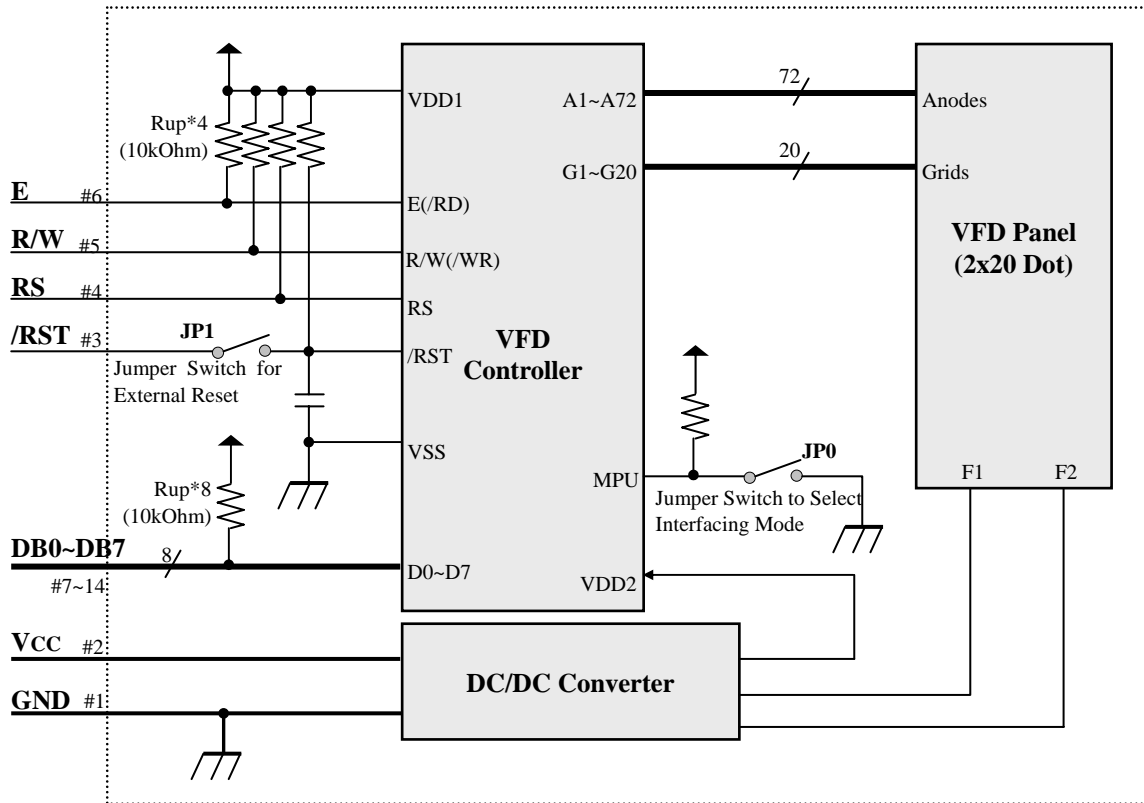 72
VDD1
A1~A72
Anodes
Rup*4
(10kOhm)
20
G1~G20
Grids
E #6
E(/RD)
R/W #5
R/W(/WR)
VFD Panel
(2x20 Dot)
RS #4
RS
/RST #3
JP1
/RST
VFD
Controller
Jumper Switch for
External Reset
VSS
JP0
MPU
F1
F2
Rup*8
(10kOhm)
Jumper Switch to Select
Interfacing Mode
DB0~DB7
8
#7~14
D0~D7
VDD2
VCC #2
DC/DC Converter
GND #1